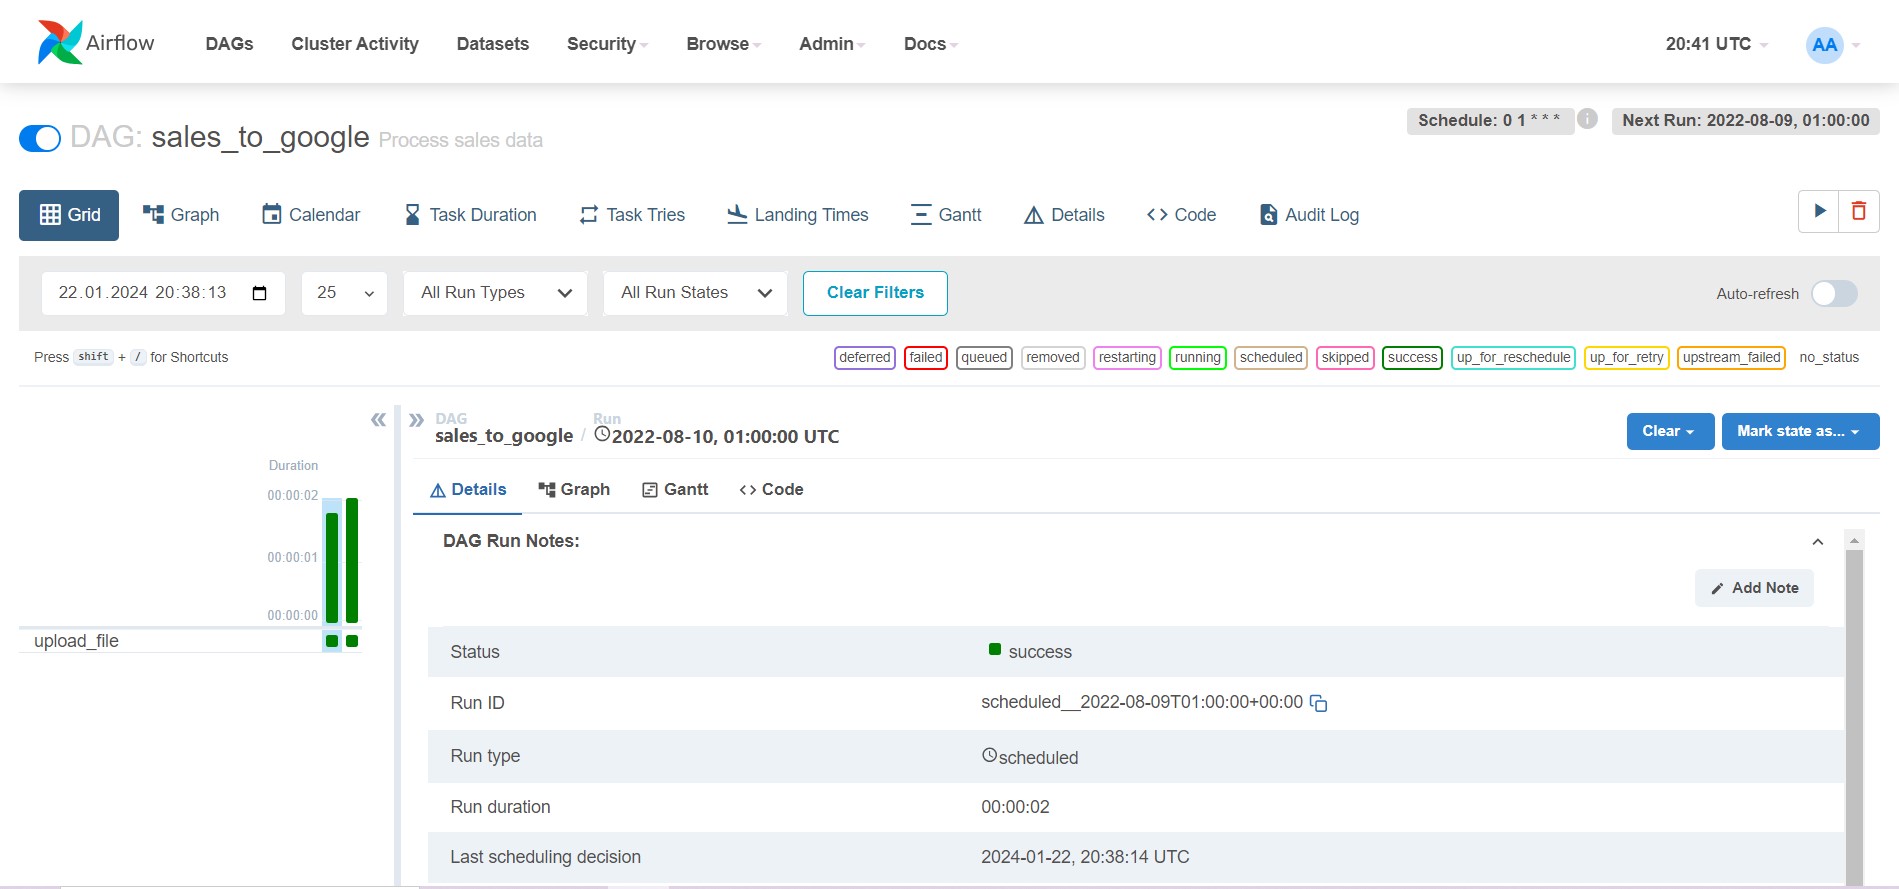 Airflow DAGs Cluster Activity Datasets Security Browse Admin Docs 20:41 UTC AA
DAG: sales_to_google Process sales data
Schedule: 0 1 * * * i Next Run: 2022-08-09, 01:00:00
Grid Graph Calendar Task Duration Task Tries Landing Times Gantt Details Code Audit Log
22.01.2024 20:38:13 25 All Run Types All Run States Clear Filters Auto-refresh
Press shift + / for Shortcuts deferred failed queued removed restarting running scheduled skipped success up_for_reschedule up_for_retry upstream_failed no_status
DAG Run
sales_to_google / 2022-08-10, 01:00:00 UTC Clear Mark state as...
Duration
00:00:02
00:00:01
00:00:00
upload_file
Details Graph Gantt Code
DAG Run Notes:
Add Note
Status success
Run ID scheduled__2022-08-09T01:00:00+00:00
Run type scheduled
Run duration 00:00:02
Last scheduling decision 2024-01-22, 20:38:14 UTC